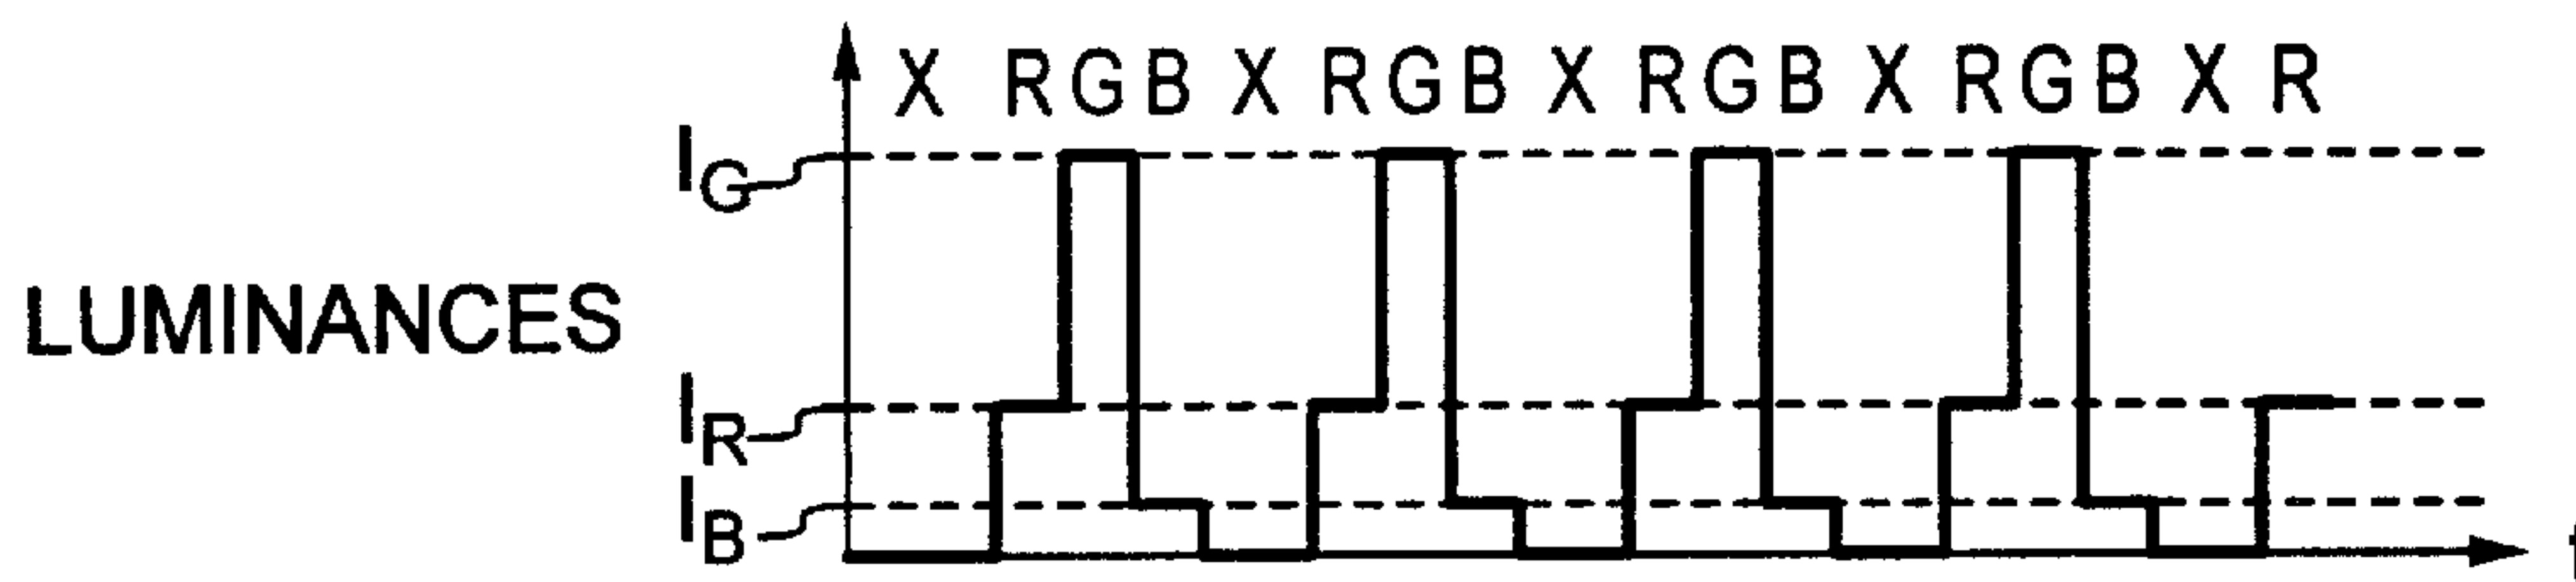 X RGB X RGB X RGB X RGB X R
I_G
LUMINANCES
I_R
I_B